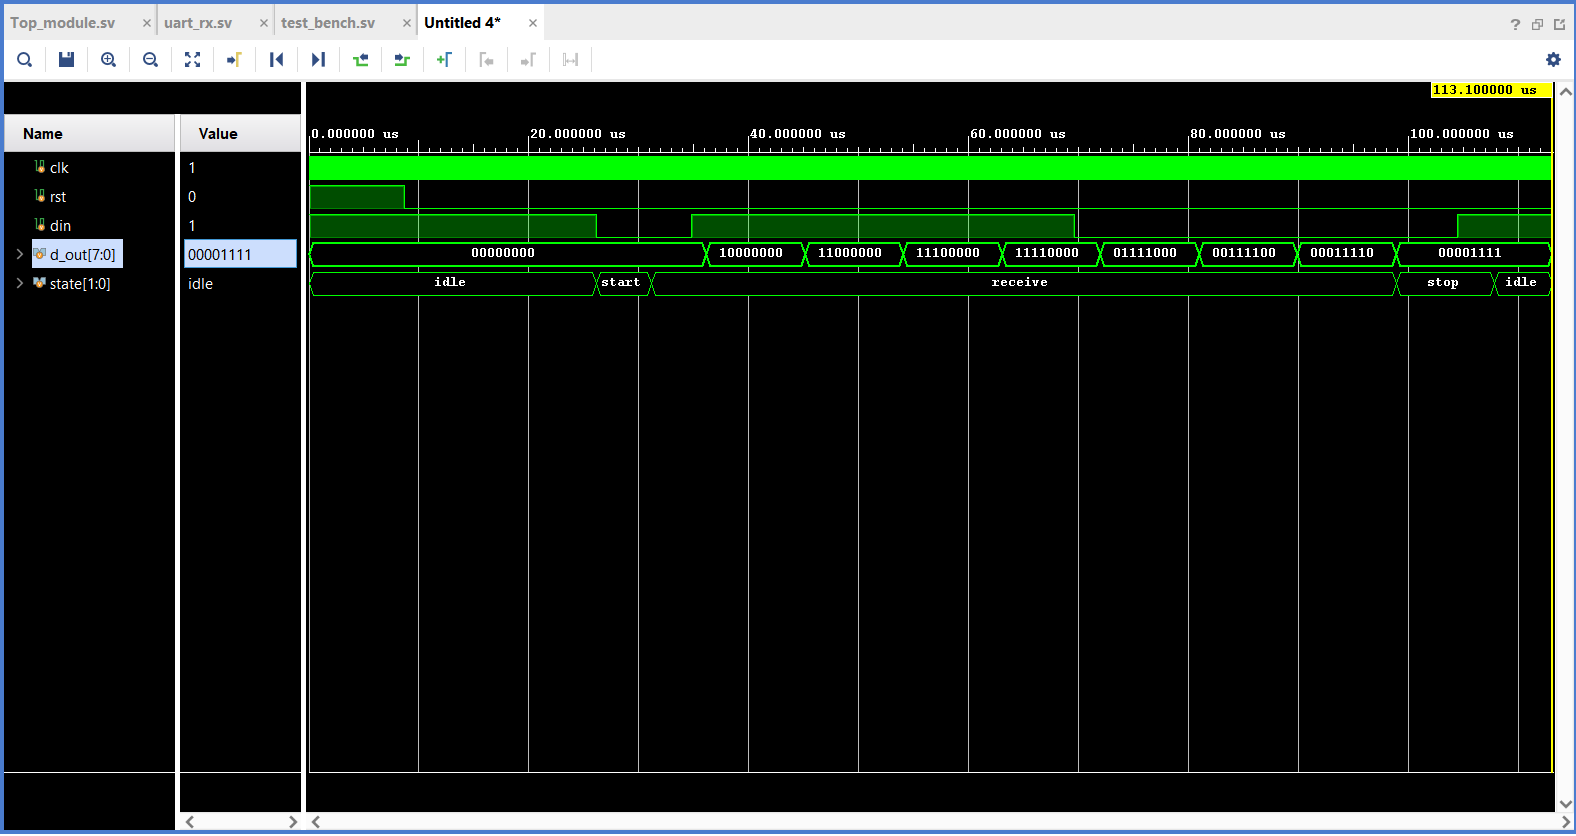 Top_module.sv × uart_rx.sv × test_bench.sv × Untitled 4* ×
?
113.100000 us
Name Value
0.000000 us 20.000000 us 40.000000 us 60.000000 us 80.000000 us 100.000000 us
clk 1
rst 0
din 1
d_out[7:0] 00001111 00000000 10000000 11000000 11100000 11110000 01111000 00111100 00011110 00001111
state[1:0] idle idle start receive stop idle